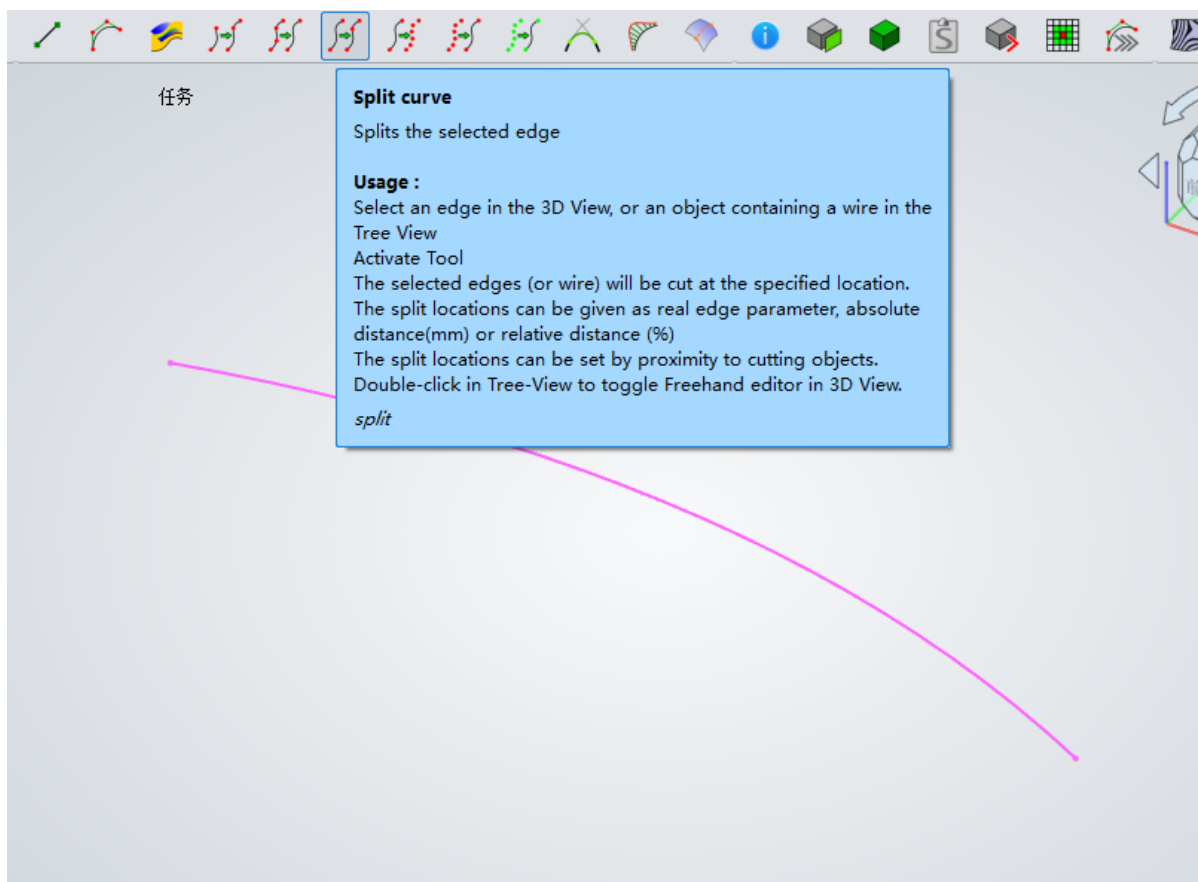 任务
Split curve
Splits the selected edge
Usage :
Select an edge in the 3D View, or an object containing a wire in the
Tree View
Activate Tool
The selected edges (or wire) will be cut at the specified location.
The split locations can be given as real edge parameter, absolute
distance(mm) or relative distance (%)
The split locations can be set by proximity to cutting objects.
Double-click in Tree-View to toggle Freehand editor in 3D View.
split